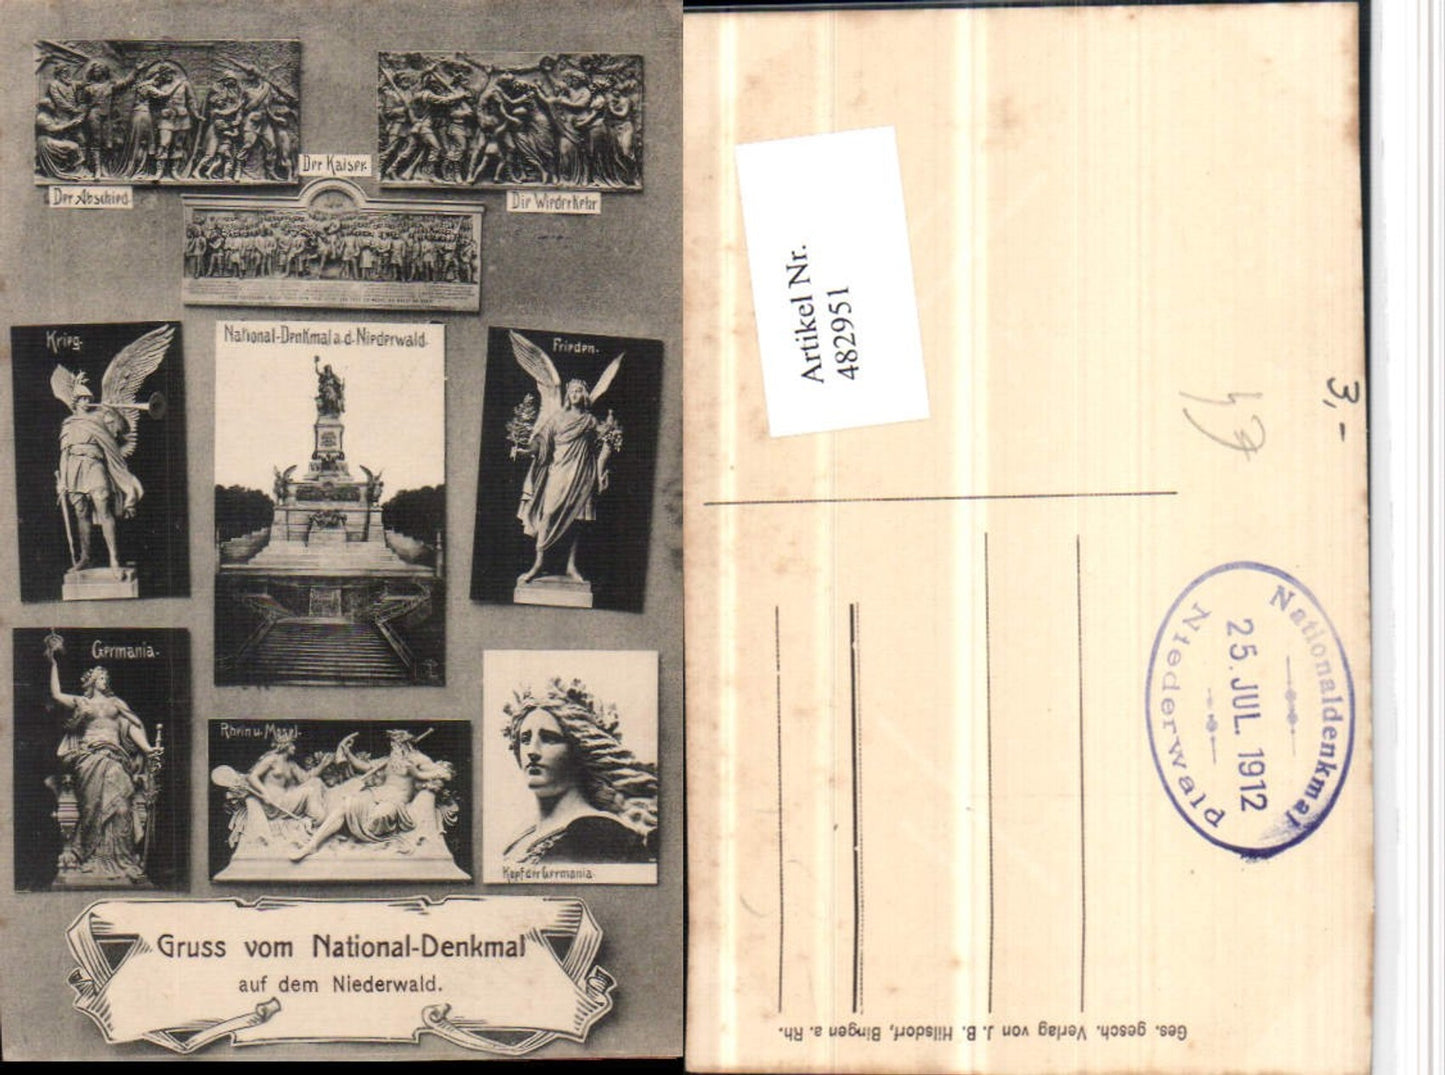 Der Kaiser.
Der Abschied.
Die Wiederkehr
Krieg.
National-Denkmal a.d. Niederwald.
Frieden.
Germania.
Rhein u. Mosel.
Kopf der Germania.
Gruss vom National-Denkmal
auf dem Niederwald.
Artikel Nr.
482951
3,-
Nationaldenkmal
25. JUL. 1912
Niederwald
Ges. gesch. Verlag von J. B. Hilsdorf, Bingen a. Rh.